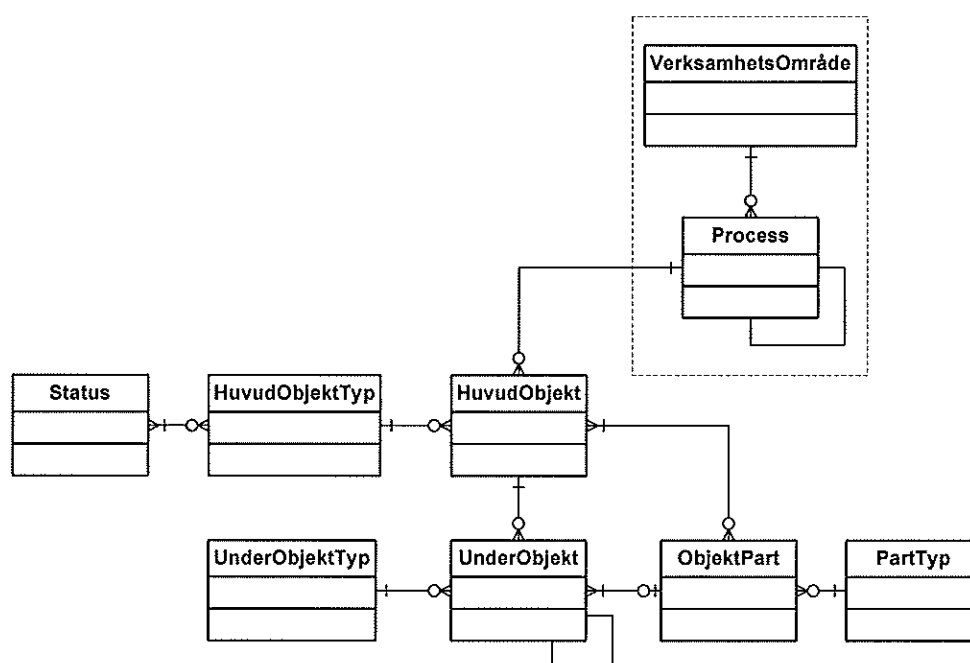 VerksamhetsOmråde
Process
Status
HuvudObjektTyp
HuvudObjekt
UnderObjektTyp
UnderObjekt
ObjektPart
PartTyp